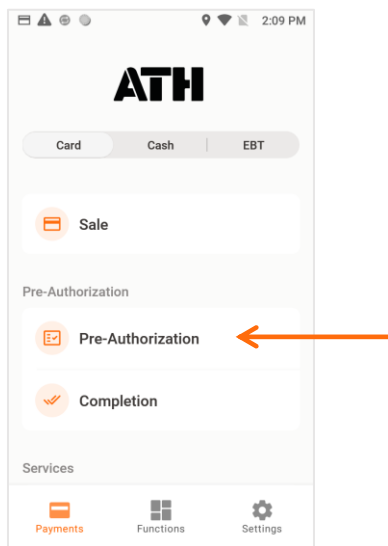 2:09 PM
ATH
Card Cash EBT
Sale
Pre-Authorization
Pre-Authorization
Completion
Services
Payments Functions Settings